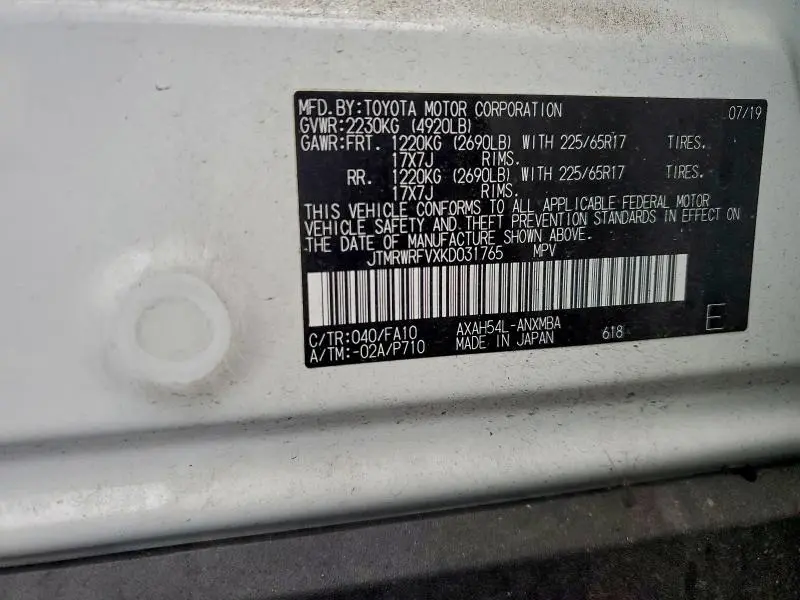 MFD.BY:TOYOTA MOTOR CORPORATION 07/19
GVWR:2230KG (4920LB)
GAWR:FRT. 1220KG (2690LB) WITH 225/65R17 TIRES.
17X7J RIMS.
RR. 1220KG (2690LB) WITH 225/65R17 TIRES.
17X7J RIMS.
THIS VEHICLE CONFORMS TO ALL APPLICABLE FEDERAL MOTOR
VEHICLE SAFETY AND THEFT PREVENTION STANDARDS IN EFFECT ON
THE DATE OF MANUFACTURE SHOWN ABOVE.
JTMRWRFVXKD031765 MPV
C/TR:040/FA10 AXAH54L-ANXMBA 618 E
A/TM:-02A/P710 MADE IN JAPAN